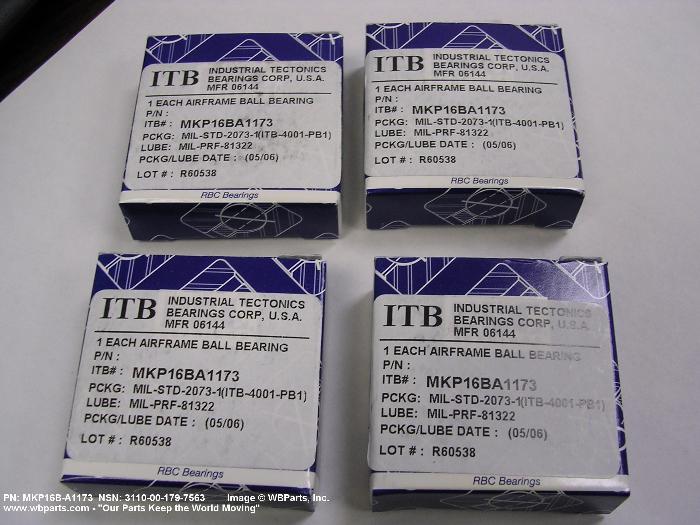 ITB INDUSTRIAL TECTONICS
BEARINGS CORP, U.S.A.
MFR 06144
1 EACH AIRFRAME BALL BEARING
P/N :
ITB# : MKP16BA1173
PCKG: MIL-STD-2073-1(ITB-4001-PB1)
LUBE: MIL-PRF-81322
PCKG/LUBE DATE : (05/06)
LOT # : R60538
RBC Bearings
ITB INDUSTRIAL TECTONICS
BEARINGS CORP, U.S.A.
MFR 06144
1 EACH AIRFRAME BALL BEARING
P/N :
ITB# : MKP16BA1173
PCKG: MIL-STD-2073-1(ITB-4001-PB1)
LUBE: MIL-PRF-81322
PCKG/LUBE DATE : (05/06)
LOT # : R60538
RBC Bearings
ITB INDUSTRIAL TECTONICS
BEARINGS CORP, U.S.A.
MFR 06144
1 EACH AIRFRAME BALL BEARING
P/N :
ITB# : MKP16BA1173
PCKG: MIL-STD-2073-1(ITB-4001-PB1)
LUBE: MIL-PRF-81322
PCKG/LUBE DATE : (05/06)
LOT # : R60538
RBC Bearings
ITB INDUSTRIAL TECTONICS
BEARINGS CORP, U.S.A.
MFR 06144
1 EACH AIRFRAME BALL BEARING
P/N :
ITB# : MKP16BA1173
PCKG: MIL-STD-2073-1(ITB-4001-PB1)
LUBE: MIL-PRF-81322
PCKG/LUBE DATE : (05/06)
LOT # : R60538
RBC Bearings
PN: MKP16B-A1173 NSN: 3110-00-179-7563 Image © WBParts, Inc.
www.wbparts.com - "Our Parts Keep the World Moving"